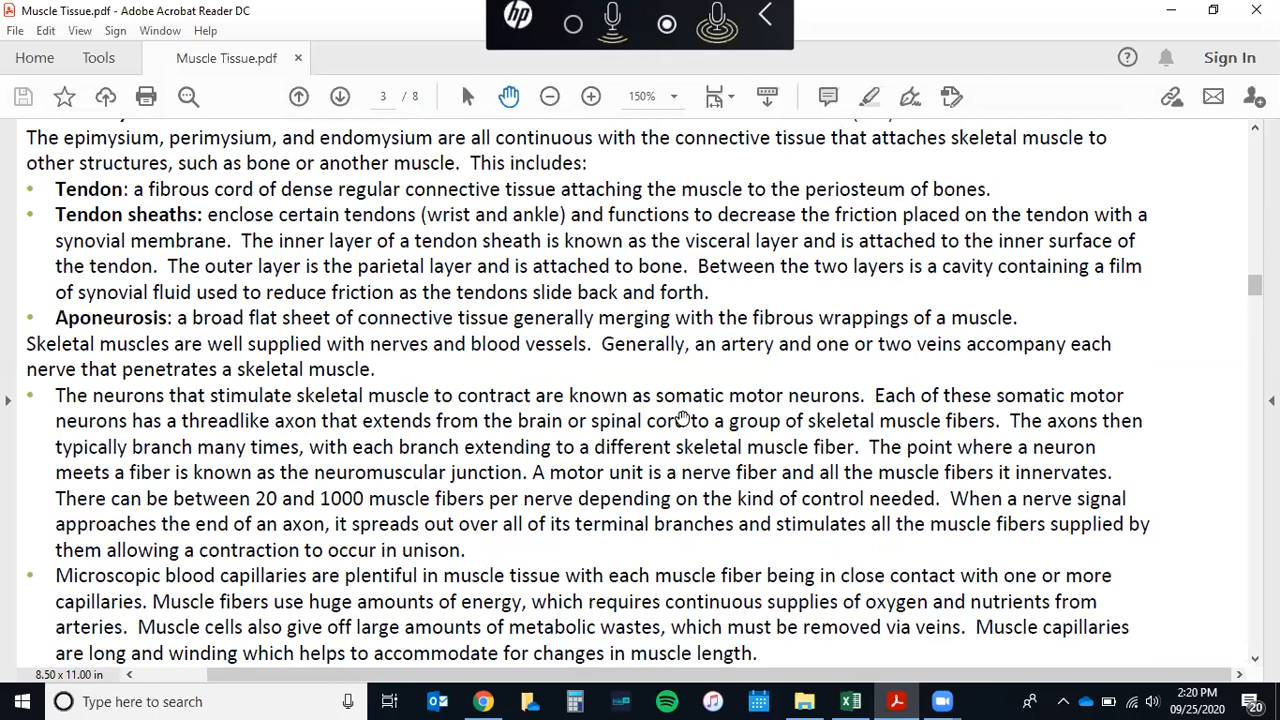 Muscle Tissue.pdf - Adobe Acrobat Reader DC
hp
File Edit View Sign Window Help
Home Tools Muscle Tissue.pdf × Sign In
3 / 8 150%
The epimysium, perimysium, and endomysium are all continuous with the connective tissue that attaches skeletal muscle to
other structures, such as bone or another muscle. This includes:
• Tendon: a fibrous cord of dense regular connective tissue attaching the muscle to the periosteum of bones.
• Tendon sheaths: enclose certain tendons (wrist and ankle) and functions to decrease the friction placed on the tendon with a
synovial membrane. The inner layer of a tendon sheath is known as the visceral layer and is attached to the inner surface of
the tendon. The outer layer is the parietal layer and is attached to bone. Between the two layers is a cavity containing a film
of synovial fluid used to reduce friction as the tendons slide back and forth.
• Aponeurosis: a broad flat sheet of connective tissue generally merging with the fibrous wrappings of a muscle.
Skeletal muscles are well supplied with nerves and blood vessels. Generally, an artery and one or two veins accompany each
nerve that penetrates a skeletal muscle.
• The neurons that stimulate skeletal muscle to contract are known as somatic motor neurons. Each of these somatic motor
neurons has a threadlike axon that extends from the brain or spinal cord to a group of skeletal muscle fibers. The axons then
typically branch many times, with each branch extending to a different skeletal muscle fiber. The point where a neuron
meets a fiber is known as the neuromuscular junction. A motor unit is a nerve fiber and all the muscle fibers it innervates.
There can be between 20 and 1000 muscle fibers per nerve depending on the kind of control needed. When a nerve signal
approaches the end of an axon, it spreads out over all of its terminal branches and stimulates all the muscle fibers supplied by
them allowing a contraction to occur in unison.
• Microscopic blood capillaries are plentiful in muscle tissue with each muscle fiber being in close contact with one or more
capillaries. Muscle fibers use huge amounts of energy, which requires continuous supplies of oxygen and nutrients from
arteries. Muscle cells also give off large amounts of metabolic wastes, which must be removed via veins. Muscle capillaries
are long and winding which helps to accommodate for changes in muscle length.
8.50 x 11.00 in
Type here to search
2:20 PM
09/25/2020
20